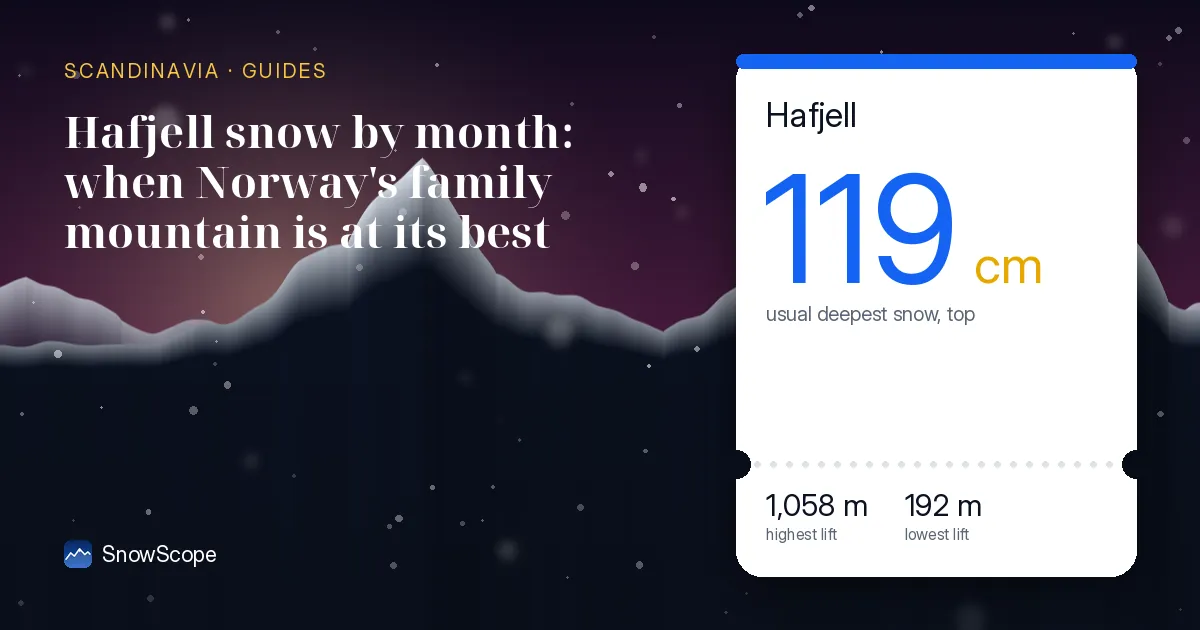 SCANDINAVIA · GUIDES
Hafjell snow by month:
when Norway's family
mountain is at its best
SnowScope
Hafjell
119 cm
usual deepest snow, top
1,058 m 192 m
highest lift lowest lift